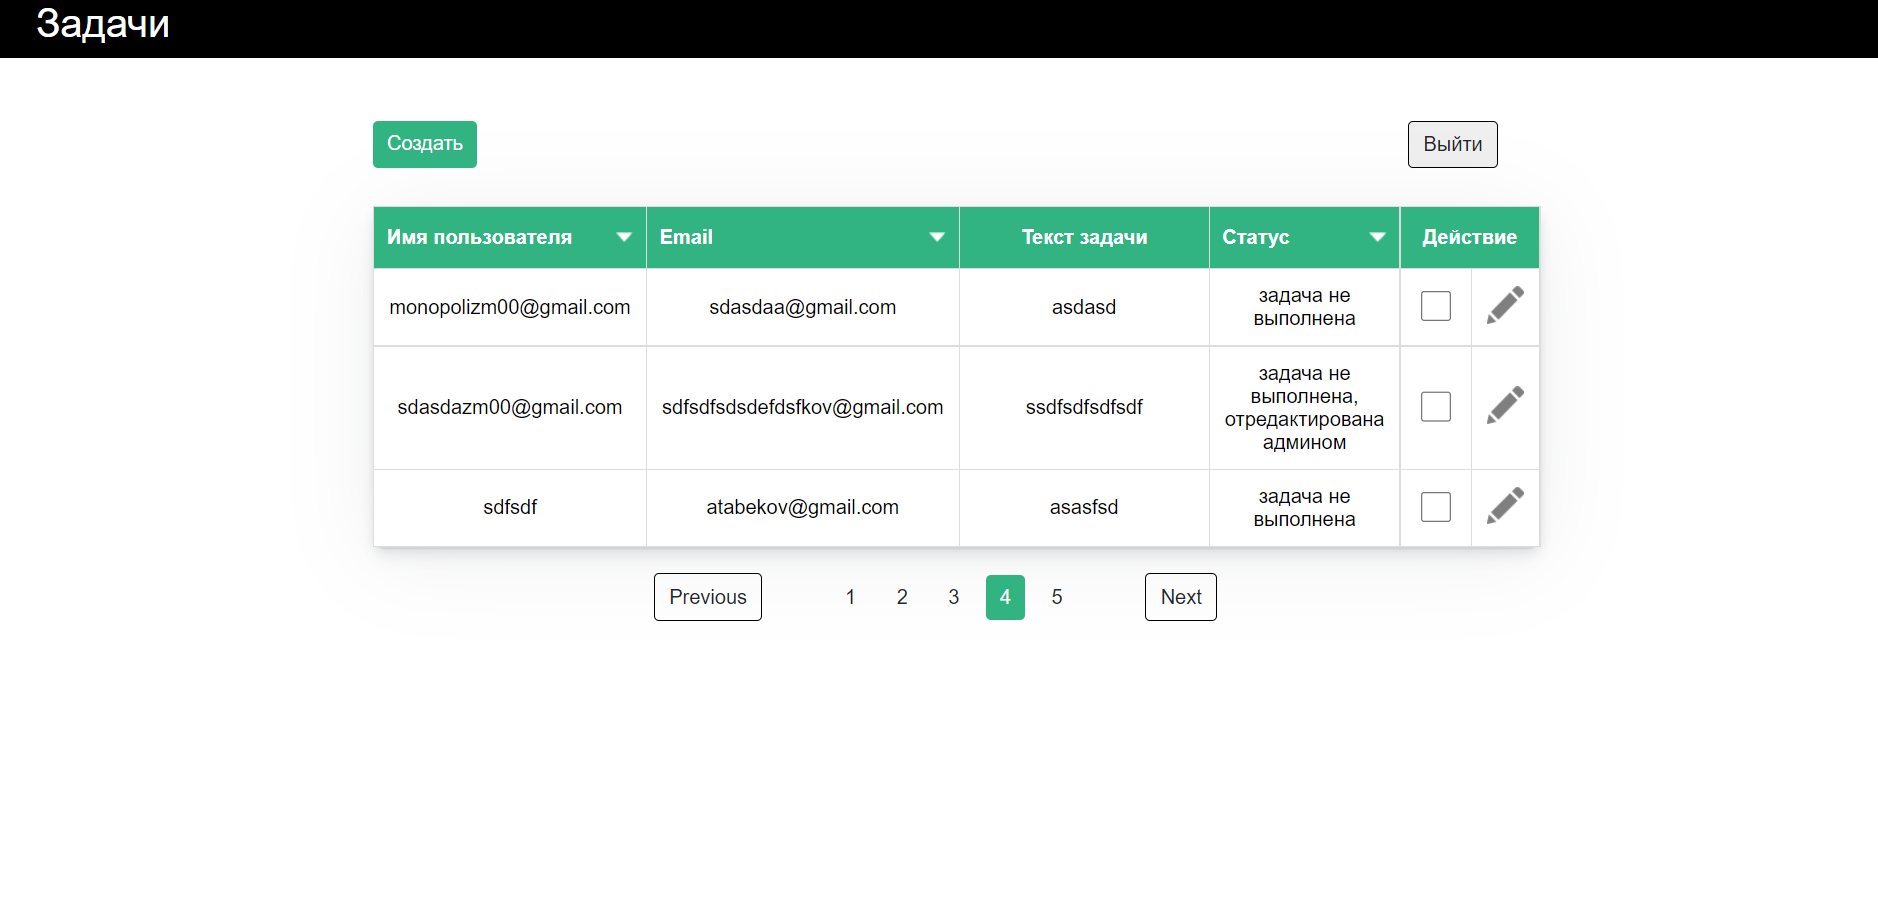 Задачи
Создать
Выйти
Имя пользователя Email Текст задачи Статус Действие
monopolizm00@gmail.com sdasdaa@gmail.com asdasd задача не
выполнена
sdasdazm00@gmail.com sdfsdfsdsdefdsfkov@gmail.com ssdfsdfsdfsdf задача не
выполнена,
отредактирована
админом
sdfsdf atabekov@gmail.com asasfsd задача не
выполнена
Previous 1 2 3 4 5 Next